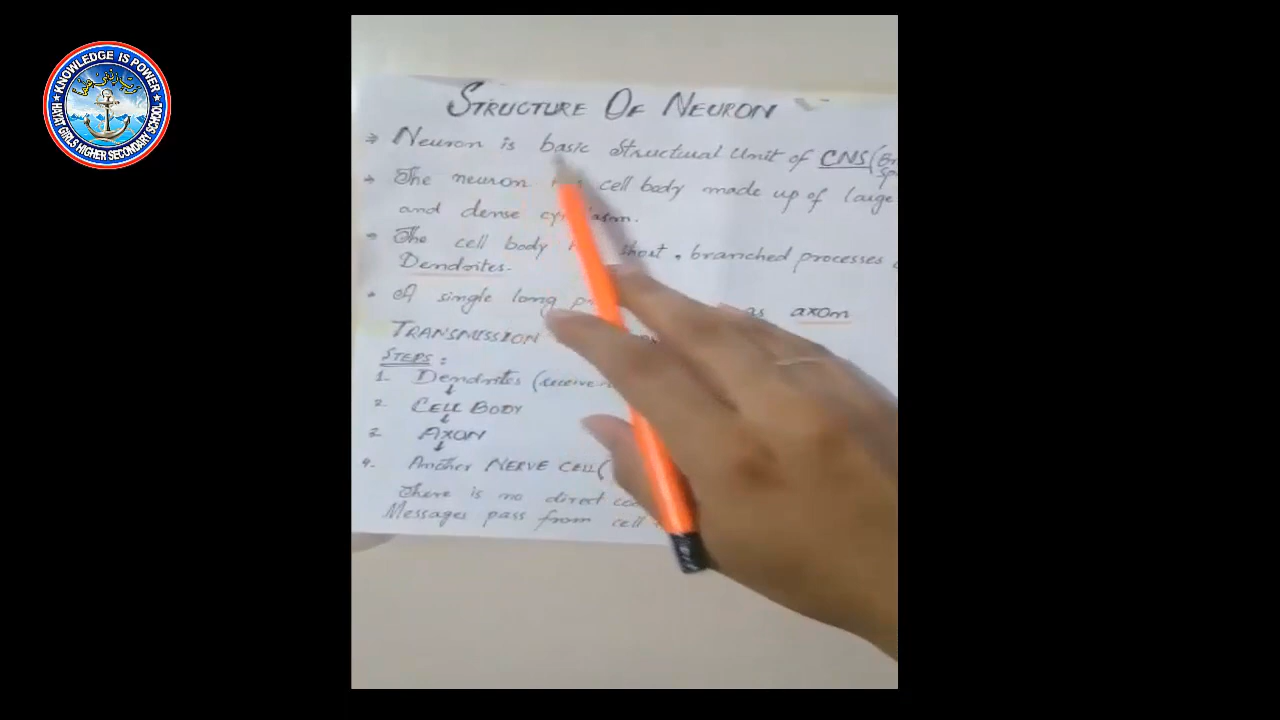 KNOWLEDGE IS POWER
HAYAT GIRLS HIGHER SECONDARY SCHOOL
STRUCTURE OF NEURON
Neuron is basic Structural Unit of CNS (
The neuron cell body made up of large
and dense
The cell body short, branched processes
Dendrites.
A single long as axom
TRANSMISSION
STEPS :
1. Dendrites (receive
2. CELL BODY
3. AXON
4. Another NERVE CELL (
There is no direct
Messages pass from cell